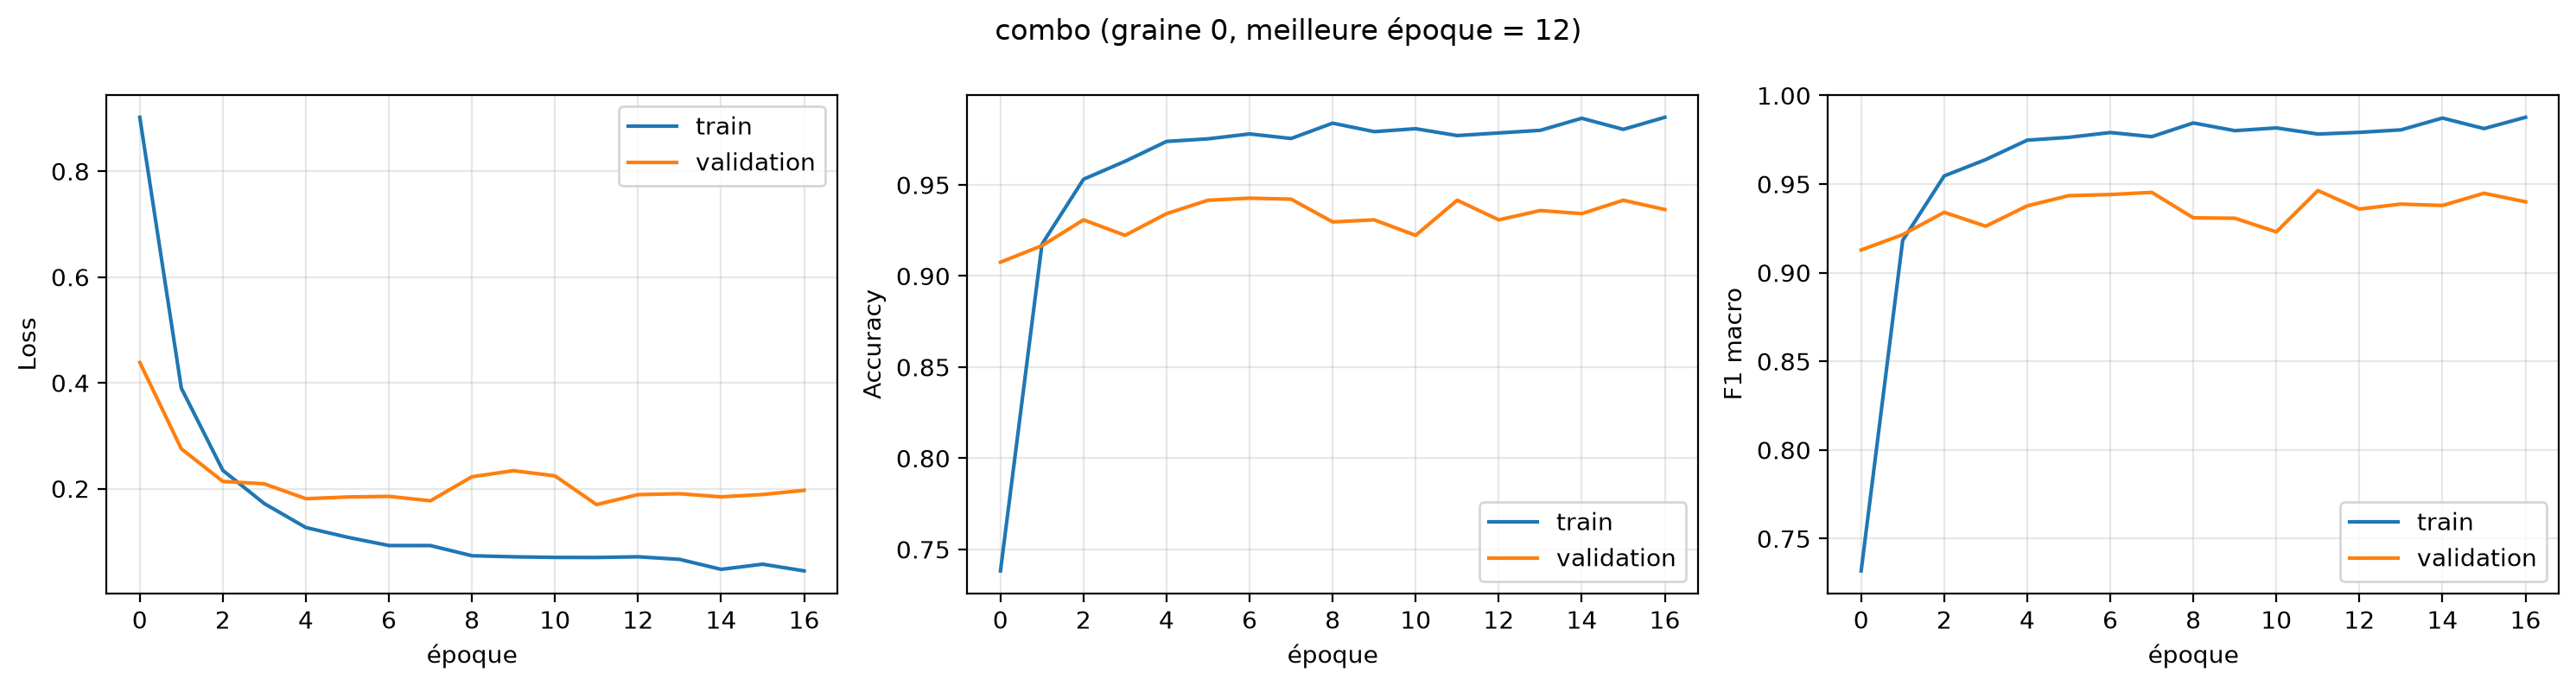 combo (graine 0, meilleure époque = 12)
Loss
0.8
0.6
0.4
0.2
0 2 4 6 8 10 12 14 16
époque
train
validation
Accuracy
0.95
0.90
0.85
0.80
0.75
0 2 4 6 8 10 12 14 16
époque
train
validation
F1 macro
1.00
0.95
0.90
0.85
0.80
0.75
0 2 4 6 8 10 12 14 16
époque
train
validation